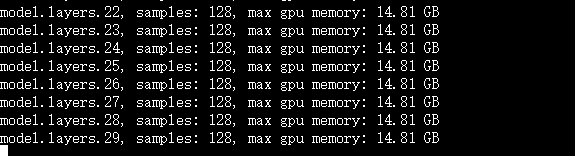 model.layers.22, samples: 128, max gpu memory: 14.81 GB
model.layers.23, samples: 128, max gpu memory: 14.81 GB
model.layers.24, samples: 128, max gpu memory: 14.81 GB
model.layers.25, samples: 128, max gpu memory: 14.81 GB
model.layers.26, samples: 128, max gpu memory: 14.81 GB
model.layers.27, samples: 128, max gpu memory: 14.81 GB
model.layers.28, samples: 128, max gpu memory: 14.81 GB
model.layers.29, samples: 128, max gpu memory: 14.81 GB